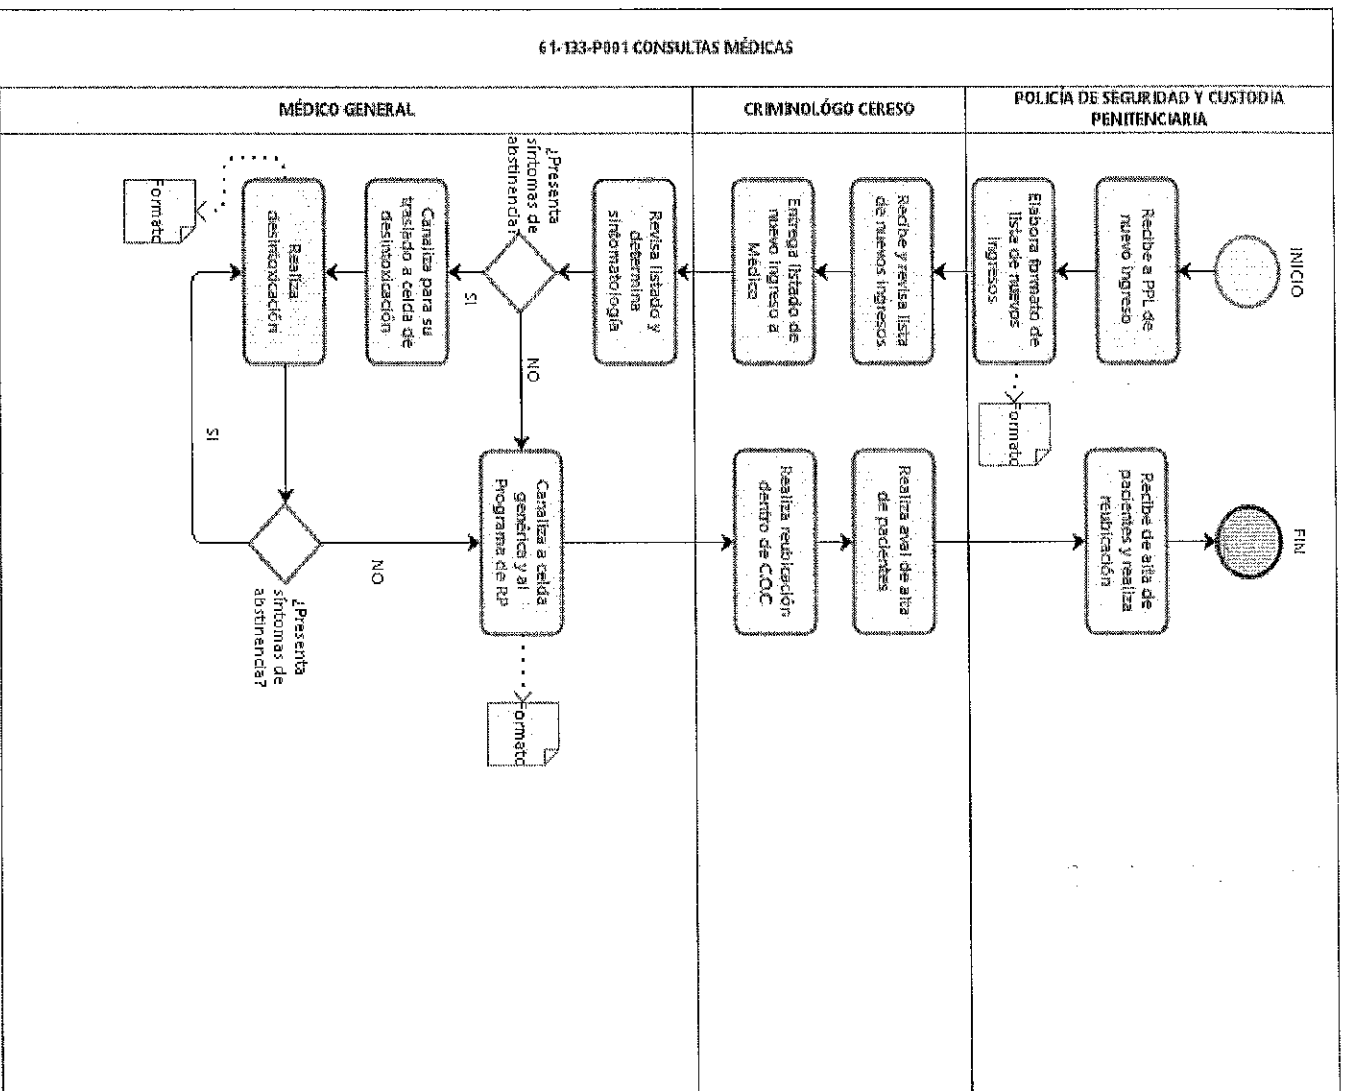 61-133-P001 CONSULTAS MÉDICAS
MÉDICO GENERAL
CRIMINOLÓGO CERESO
POLICÍA DE SEGURIDAD Y CUSTODIA
PENITENCIARIA
INICIO
Recibe a PPL de
nuevo ingreso
Elabora formato de
lista de nuevos
ingresos
Formato
Recibe y revisa lista
de nuevos ingresos
Entrega listado de
nuevo ingreso a
Médico
Revisa listado y
determina
sintomatología
¿Presenta
síntomas de
abstinencia?
SI
NO
Canaliza para su
traslado a celda de
desintoxicación
Realiza
desintoxicación
Formato
SI
¿Presenta
síntomas de
abstinencia?
NO
Canaliza a celda
genérica y al
Programa de RP
Formato
Realiza reubicación
dentro de C.O.C
Realiza aval de alta
de pacientes
Recibe de alta de
pacientes y realiza
reubicación
FIN